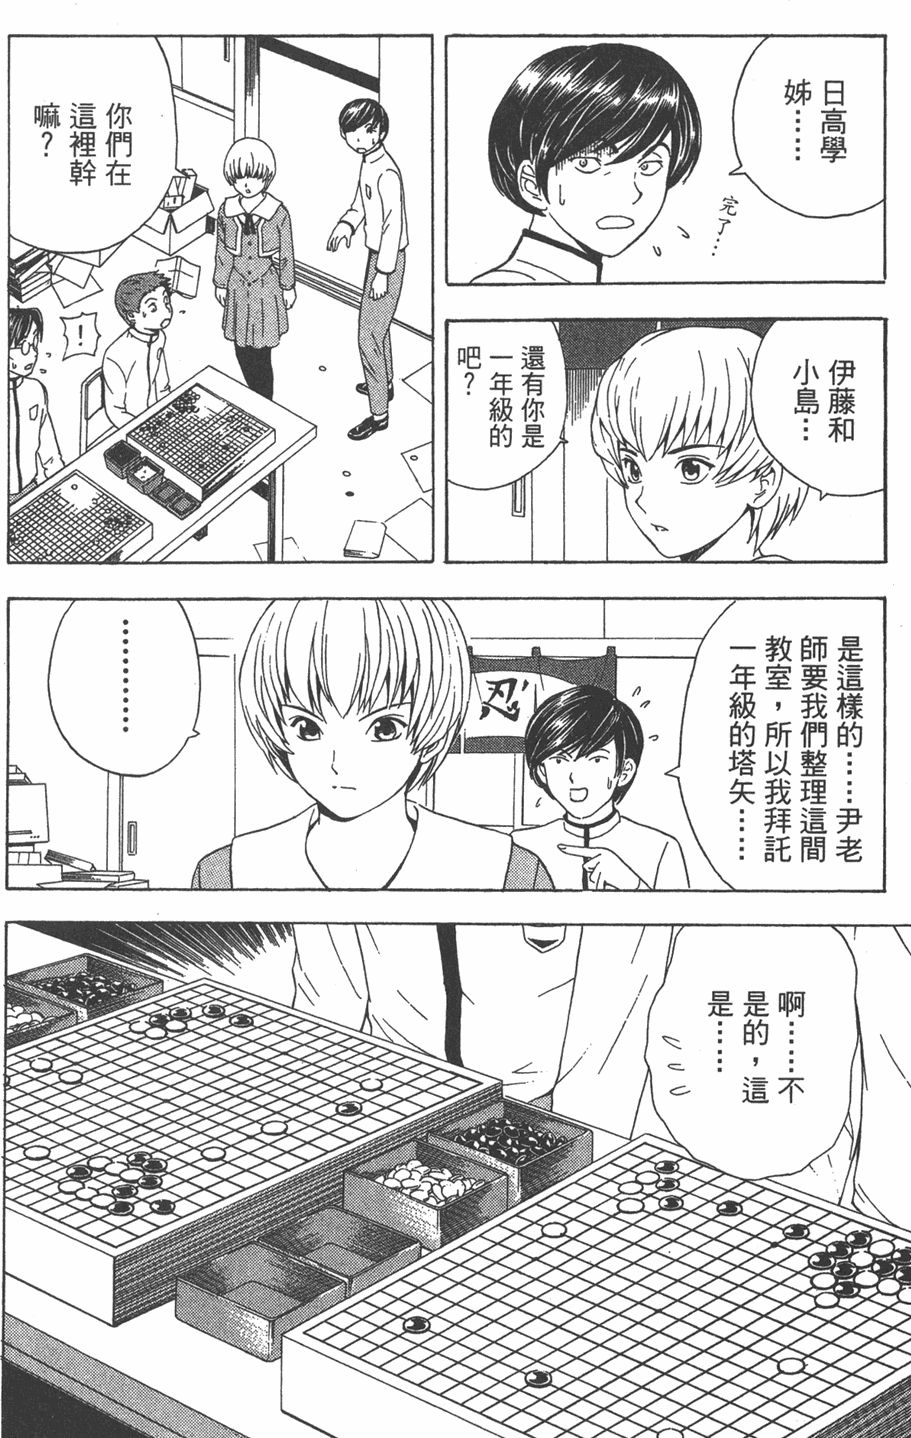 日高學
姊……
完了…
你們在
這裡幹
嘛？
！
伊藤和
小島…
還有你是
一年級的
吧？
是這樣的……尹老
師要我們整理這間
教室，所以我拜託
一年級的塔矢……
………
忍
啊……不
是的，這
是……